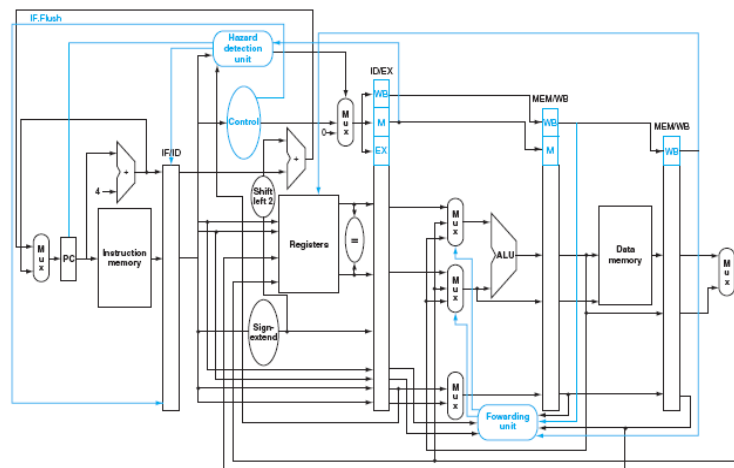 IF.Flush
Hazard
detection
unit
ID/EX
WB
MEM/WB
Control
M
u
x
M
WB
MEM/WB
0
IF/ID
EX
M
WB
+
+
4
Shift
left 2
M
u
x
M
u
x
PC
Instruction
memory
Registers
=
ALU
Data
memory
M
u
x
M
u
x
Sign-
extend
M
u
x
Fowarding
unit